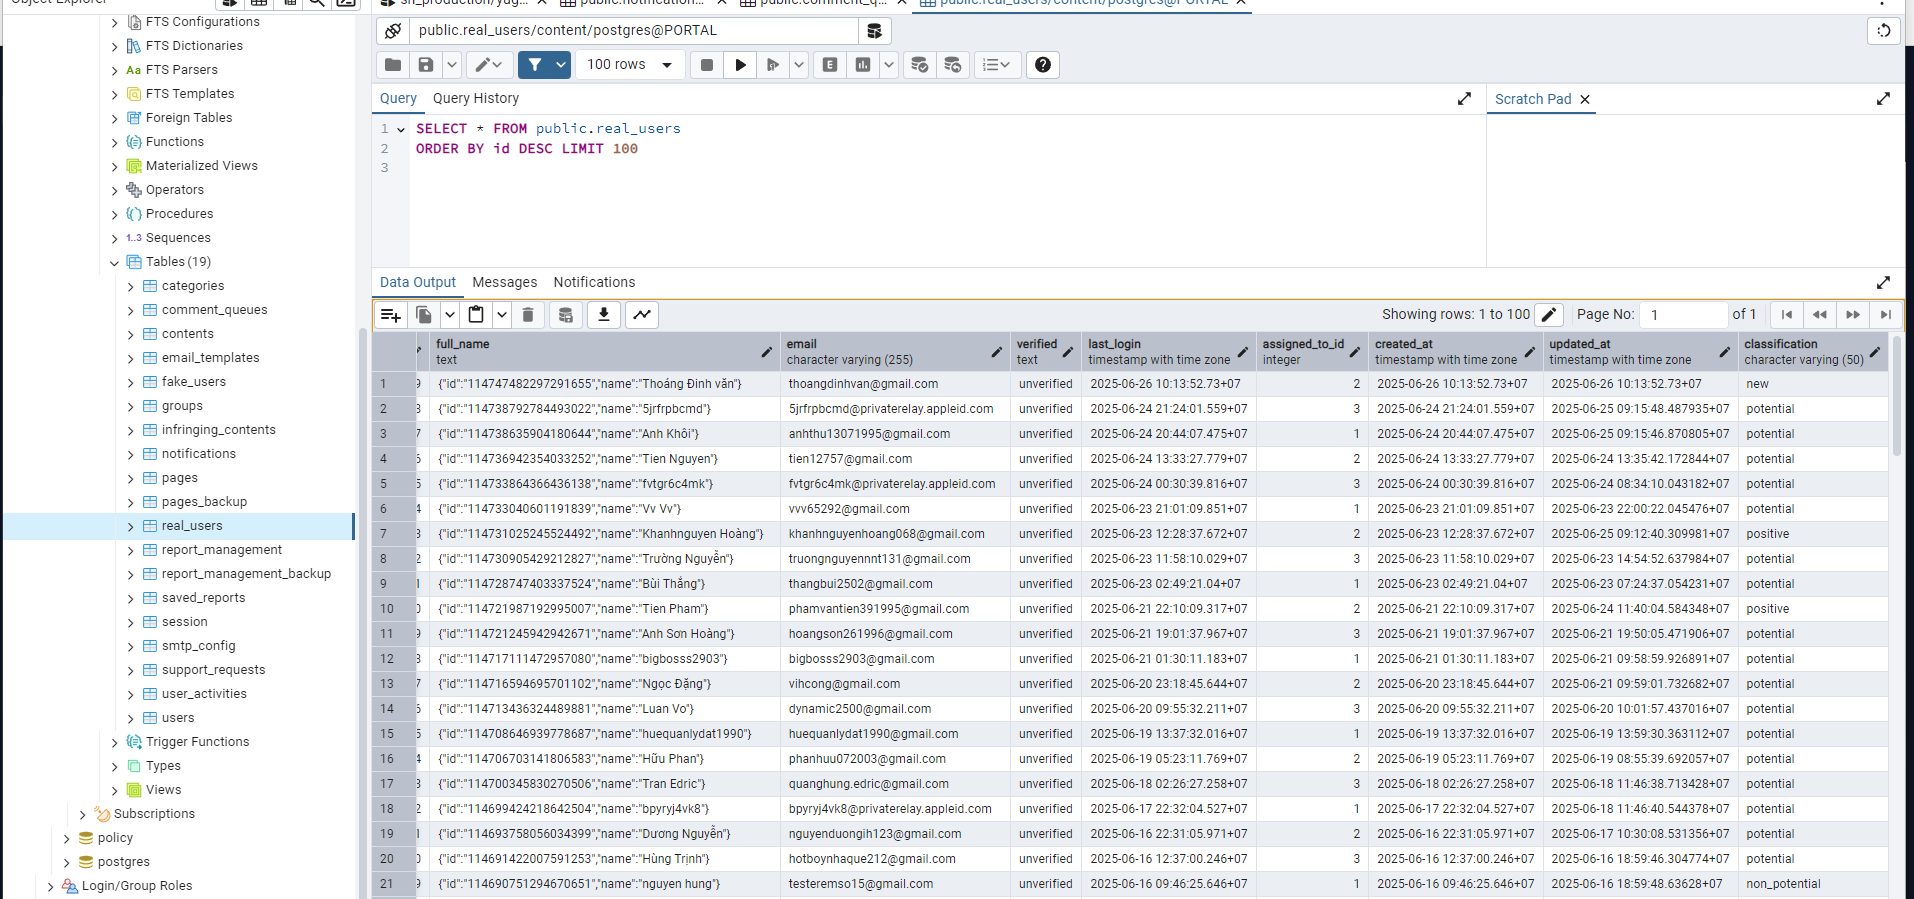 Object Explorer
FTS Configurations
FTS Dictionaries
FTS Parsers
FTS Templates
Foreign Tables
Functions
Materialized Views
Operators
Procedures
1..3 Sequences
Tables (19)
categories
comment_queues
contents
email_templates
fake_users
groups
infringing_contents
notifications
pages
pages_backup
real_users
report_management
report_management_backup
saved_reports
session
smtp_config
support_requests
user_activities
users
Trigger Functions
Types
Views
Subscriptions
policy
postgres
Login/Group Roles
public.real_users/content/postgres@PORTAL
public.real_users/content/postgres@PORTAL
100 rows
Query Query History
Scratch Pad
1 SELECT * FROM public.real_users
2 ORDER BY id DESC LIMIT 100
3
Data Output Messages Notifications
Showing rows: 1 to 100 Page No: 1 of 1
full_name email verified last_login assigned_to_id created_at updated_at classification
text character varying (255) text timestamp with time zone integer timestamp with time zone timestamp with time zone character varying (50)
1 9 {"id":"114747482297291655","name":"Thoáng Đinh văn"} thoangdinhvan@gmail.com unverified 2025-06-26 10:13:52.73+07 2 2025-06-26 10:13:52.73+07 2025-06-26 10:13:52.73+07 new
2 8 {"id":"114738792784493022","name":"5jrfrpbcmd"} 5jrfrpbcmd@privaterelay.appleid.com unverified 2025-06-24 21:24:01.559+07 3 2025-06-24 21:24:01.559+07 2025-06-25 09:15:48.487935+07 potential
3 7 {"id":"114738635904180644","name":"Anh Khôi"} anhthu13071995@gmail.com unverified 2025-06-24 20:44:07.475+07 1 2025-06-24 20:44:07.475+07 2025-06-25 09:15:46.870805+07 potential
4 6 {"id":"114736942354033252","name":"Tien Nguyen"} tien12757@gmail.com unverified 2025-06-24 13:33:27.779+07 2 2025-06-24 13:33:27.779+07 2025-06-24 13:35:42.172844+07 potential
5 5 {"id":"114733864366436138","name":"fvtgr6c4mk"} fvtgr6c4mk@privaterelay.appleid.com unverified 2025-06-24 00:30:39.816+07 3 2025-06-24 00:30:39.816+07 2025-06-24 08:34:10.043182+07 potential
6 4 {"id":"114733040601191839","name":"Vv Vv"} vvv65292@gmail.com unverified 2025-06-23 21:01:09.851+07 1 2025-06-23 21:01:09.851+07 2025-06-23 22:00:22.045476+07 potential
7 3 {"id":"114731025245524492","name":"Khanhnguyen Hoàng"} khanhnguyenhoang068@gmail.com unverified 2025-06-23 12:28:37.672+07 2 2025-06-23 12:28:37.672+07 2025-06-25 09:12:40.309981+07 positive
8 2 {"id":"114730905429212827","name":"Trường Nguyễn"} truongnguyennnt131@gmail.com unverified 2025-06-23 11:58:10.029+07 3 2025-06-23 11:58:10.029+07 2025-06-23 14:54:52.637984+07 potential
9 1 {"id":"114728747403337524","name":"Bùi Thắng"} thangbui2502@gmail.com unverified 2025-06-23 02:49:21.04+07 1 2025-06-23 02:49:21.04+07 2025-06-23 07:24:37.054231+07 potential
10 0 {"id":"114721987192995007","name":"Tien Pham"} phamvantien391995@gmail.com unverified 2025-06-21 22:10:09.317+07 2 2025-06-21 22:10:09.317+07 2025-06-24 11:40:04.584348+07 positive
11 9 {"id":"114721245942942671","name":"Anh Sơn Hoàng"} hoangson261996@gmail.com unverified 2025-06-21 19:01:37.967+07 3 2025-06-21 19:01:37.967+07 2025-06-21 19:50:05.471906+07 potential
12 8 {"id":"114717111472957080","name":"bigbosss2903"} bigbosss2903@gmail.com unverified 2025-06-21 01:30:11.183+07 1 2025-06-21 01:30:11.183+07 2025-06-21 09:58:59.926891+07 potential
13 7 {"id":"114716594695701102","name":"Ngọc Đặng"} vihcong@gmail.com unverified 2025-06-20 23:18:45.644+07 2 2025-06-20 23:18:45.644+07 2025-06-21 09:59:01.732682+07 potential
14 6 {"id":"114713436324489881","name":"Luan Vo"} dynamic2500@gmail.com unverified 2025-06-20 09:55:32.211+07 3 2025-06-20 09:55:32.211+07 2025-06-20 10:01:57.437016+07 potential
15 5 {"id":"114708646939778687","name":"huequanlydat1990"} huequanlydat1990@gmail.com unverified 2025-06-19 13:37:32.016+07 1 2025-06-19 13:37:32.016+07 2025-06-19 13:59:30.363112+07 potential
16 4 {"id":"114706703141806583","name":"Hữu Phan"} phanhuu072003@gmail.com unverified 2025-06-19 05:23:11.769+07 2 2025-06-19 05:23:11.769+07 2025-06-19 08:55:39.692057+07 potential
17 3 {"id":"114700345830270506","name":"Tran Edric"} quanghung.edric@gmail.com unverified 2025-06-18 02:26:27.258+07 3 2025-06-18 02:26:27.258+07 2025-06-18 11:46:38.713428+07 potential
18 2 {"id":"114699424218642504","name":"bpyryj4vk8"} bpyryj4vk8@privaterelay.appleid.com unverified 2025-06-17 22:32:04.527+07 1 2025-06-17 22:32:04.527+07 2025-06-18 11:46:40.544378+07 potential
19 1 {"id":"114693758056034399","name":"Dương Nguyễn"} nguyenduongih123@gmail.com unverified 2025-06-16 22:31:05.971+07 2 2025-06-16 22:31:05.971+07 2025-06-17 10:30:08.531356+07 potential
20 0 {"id":"114691422007591253","name":"Hùng Trịnh"} hotboynhaque212@gmail.com unverified 2025-06-16 12:37:00.246+07 3 2025-06-16 12:37:00.246+07 2025-06-16 18:59:46.304774+07 potential
21 9 {"id":"114690751294670651","name":"nguyen hung"} testeremso15@gmail.com unverified 2025-06-16 09:46:25.646+07 1 2025-06-16 09:46:25.646+07 2025-06-16 18:59:48.63628+07 non_potential